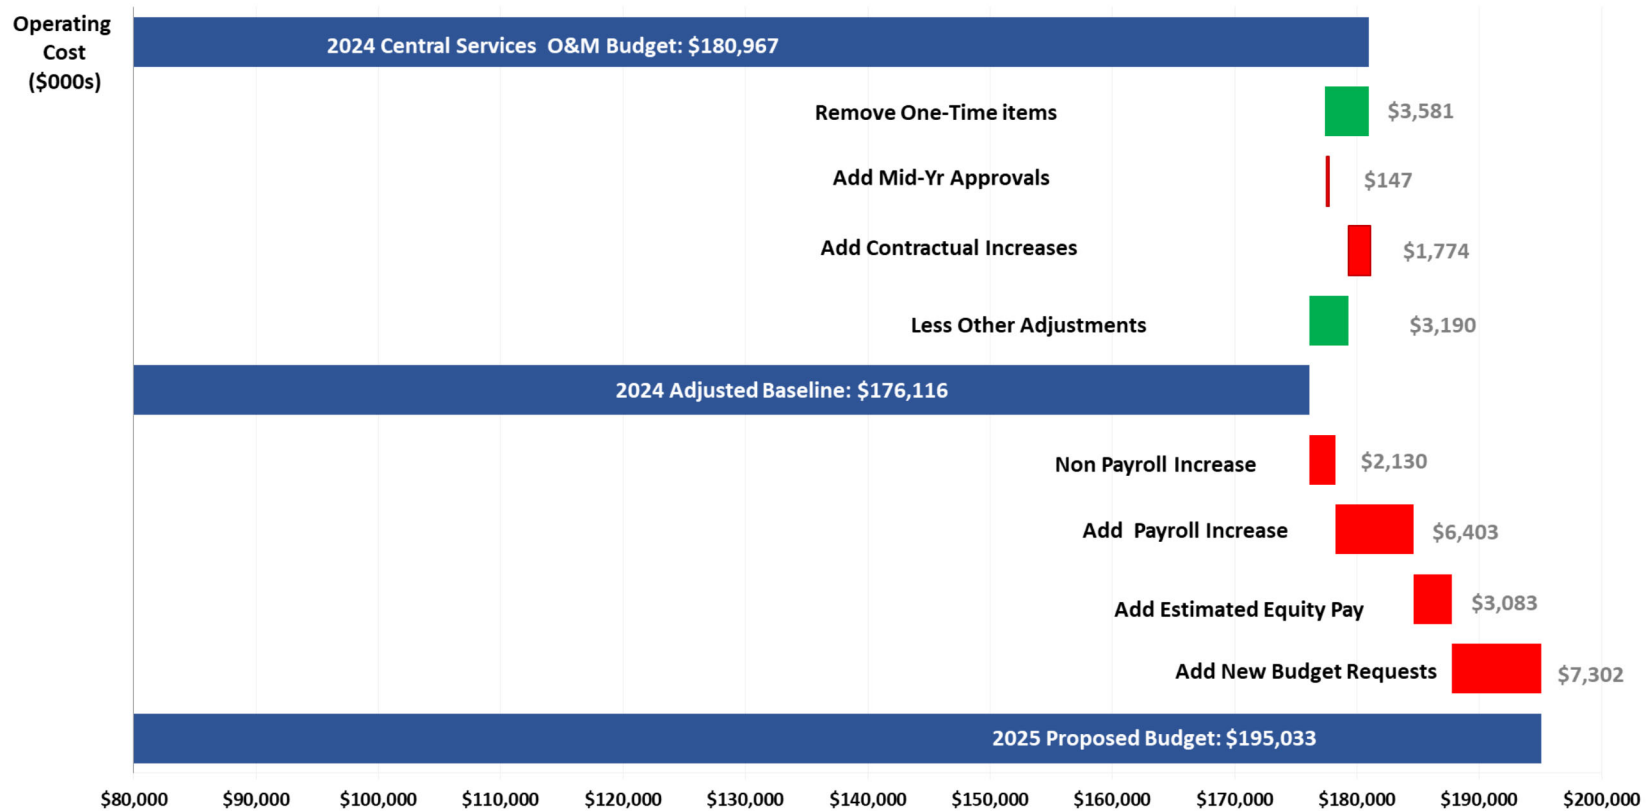 Operating
Cost
($000s)
2024 Central Services O&M Budget: $180,967
Remove One-Time items
$3,581
Add Mid-Yr Approvals
$147
Add Contractual Increases
$1,774
Less Other Adjustments
$3,190
2024 Adjusted Baseline: $176,116
Non Payroll Increase
$2,130
Add Payroll Increase
$6,403
Add Estimated Equity Pay
$3,083
Add New Budget Requests
$7,302
2025 Proposed Budget: $195,033
$80,000 $90,000 $100,000 $110,000 $120,000 $130,000 $140,000 $150,000 $160,000 $170,000 $180,000 $190,000 $200,000